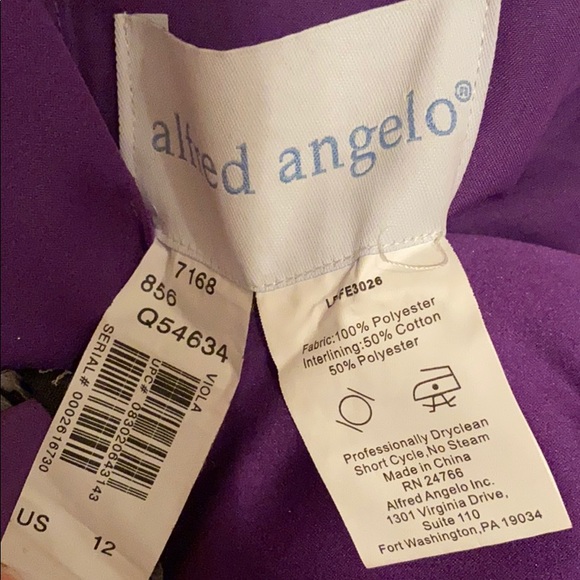 alfred angelo®
7168
856
Q54634
VIOLA
UPC#
SERIAL# 0002616730
US 12
Fabric:100% Polyester
Interlining:50% Cotton
50% Polyester
Professionally Dryclean
Short Cycle,No Steam
Made in China
RN 24766
Alfred Angelo Inc.
1301 Virginia Drive,
Suite 110
Fort Washington,PA 19034